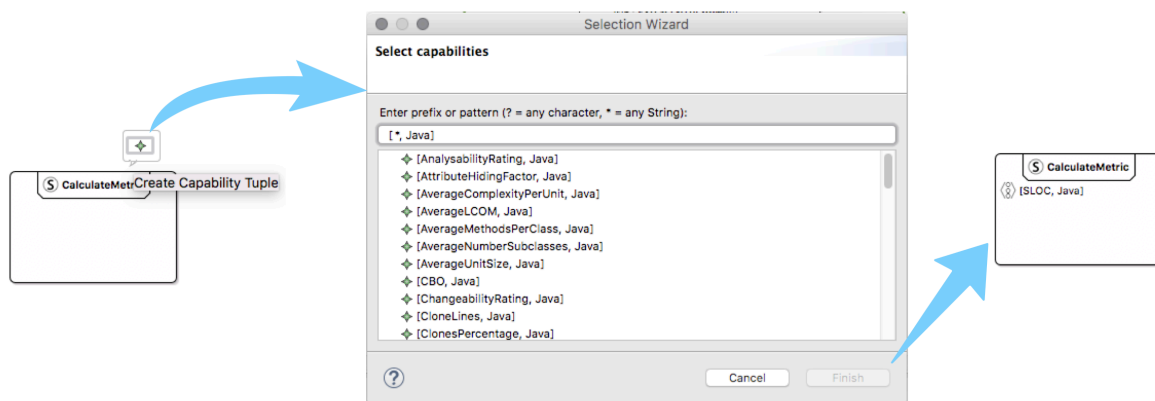 Selection Wizard
Select capabilities
Enter prefix or pattern (? = any character, * = any String):
[ *, Java]
[AnalysabilityRating, Java]
[AttributeHidingFactor, Java]
[AverageComplexityPerUnit, Java]
[AverageLCOM, Java]
[AverageMethodsPerClass, Java]
[AverageNumberSubclasses, Java]
[AverageUnitSize, Java]
[CBO, Java]
[ChangeabilityRating, Java]
[CloneLines, Java]
[ClonesPercentage, Java]
?
Cancel
Finish
S CalculateMetr
Create Capability Tuple
S CalculateMetric
[SLOC, Java]